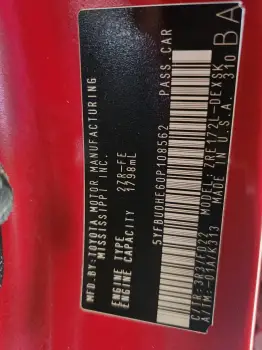 MFD.BY:TOYOTA MOTOR MANUFACTURING
MISSISSIPPI INC.
ENGINE TYPE 2ZR-FE
ENGINE CAPACITY 1798mℓ
5YFBU0HE60P108562 PASS.CAR
MODEL: ZRE172L-DEXSK
MADE IN U.S.A. 310
BA